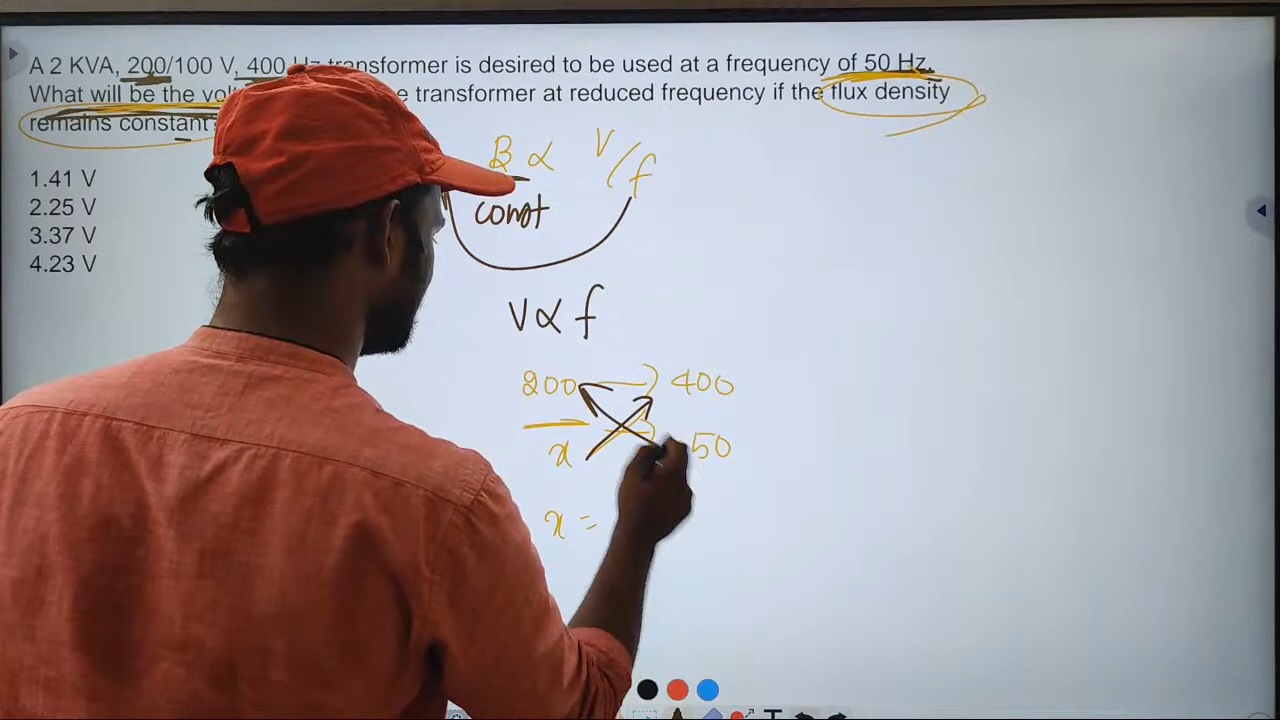 A 2 KVA, 200/100 V, 400 Hz transformer is desired to be used at a frequency of 50 Hz.
What will be the transformer at reduced frequency if the flux density
remains constant
1.41 V
2.25 V
3.37 V
4.23 V
B ∝ V/f
const
V ∝ f
200 400
x 50
x =
T